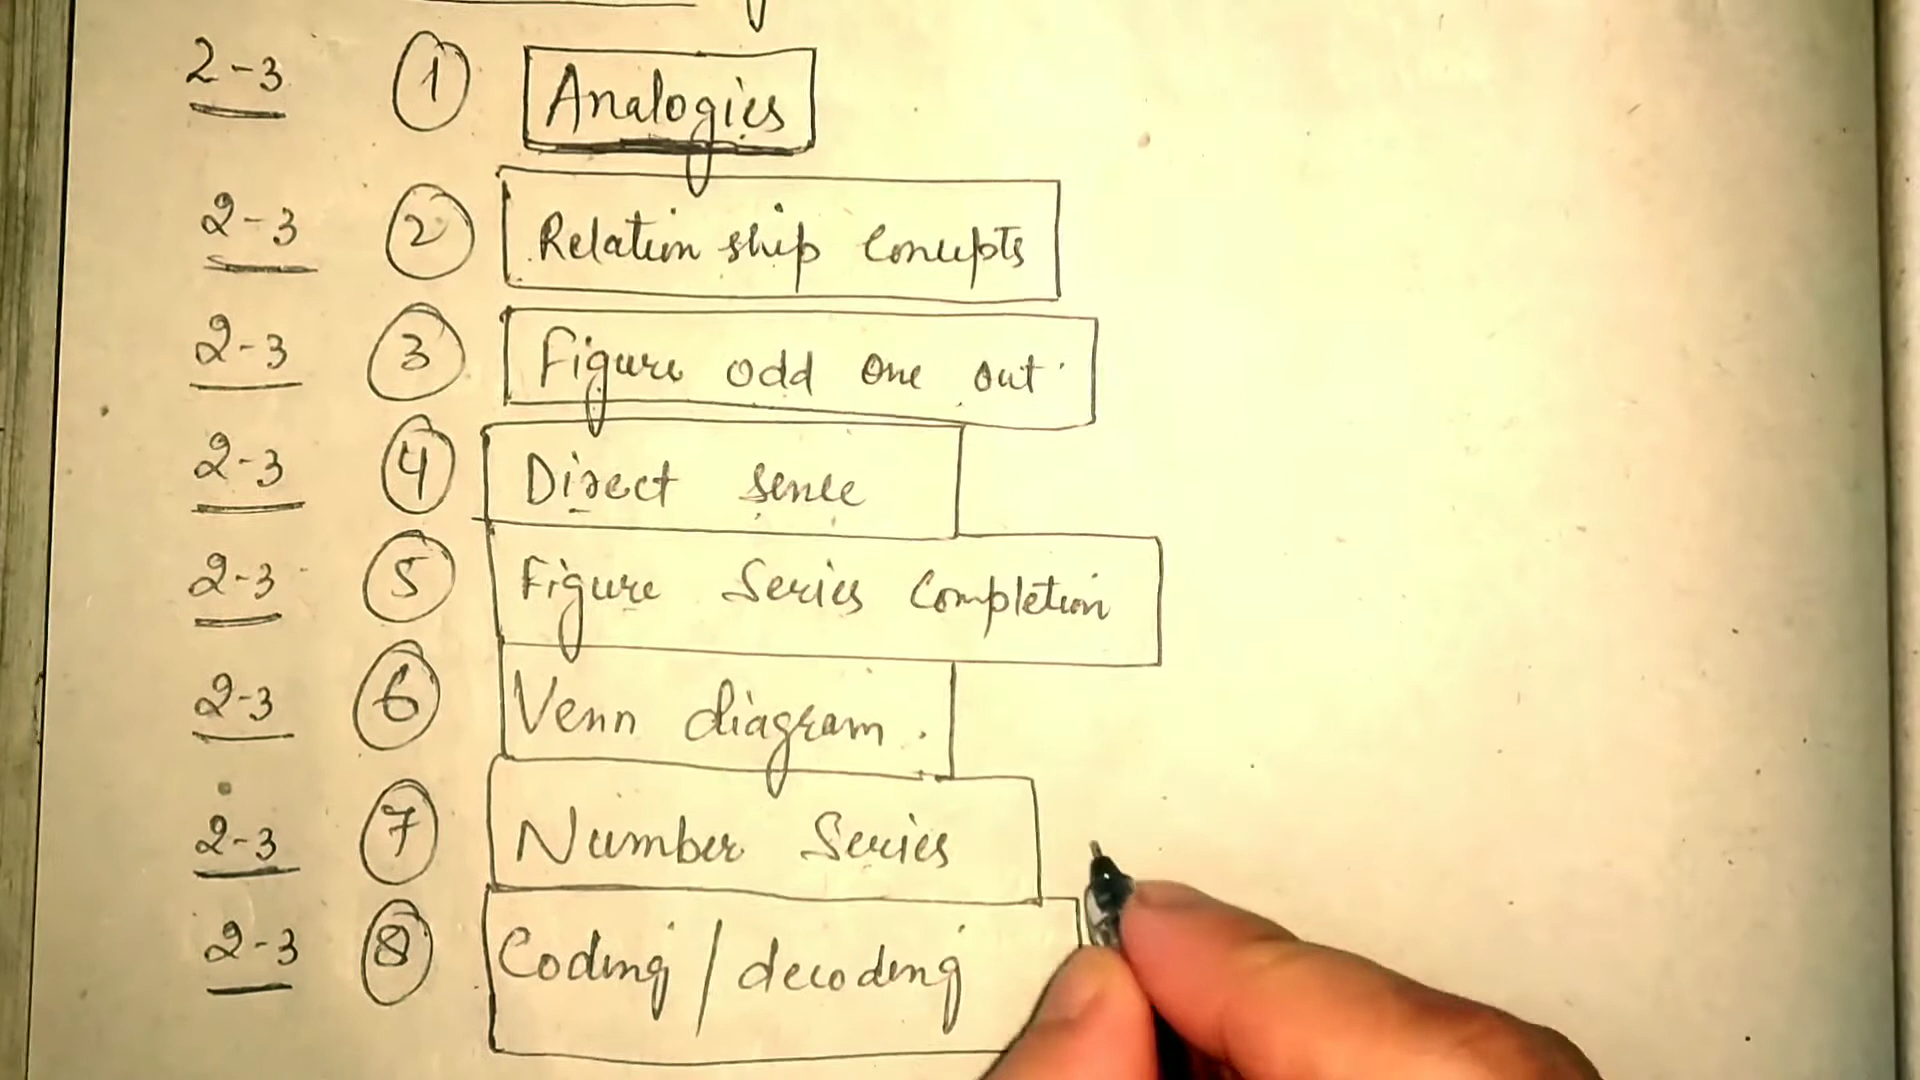 2-3 1 Analogies
2-3 2 Relation ship Concepts
2-3 3 Figure odd one out
2-3 4 Direct sence
2-3 5 Figure Series Completion
2-3 6 Venn diagram.
2-3 7 Number Series
2-3 8 Coding / decoding